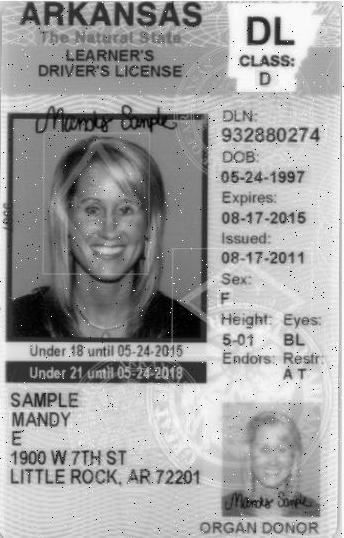 ARKANSAS
The Natural State
LEARNER'S
DRIVER'S LICENSE
DL
CLASS:
D
Mandy Sample
DLN:
932880274
DOB:
05-24-1997
Expires:
08-17-2015
Issued:
08-17-2011
Sex:
F
Height: Eyes:
5-01 BL
Endors: Restr:
A T
Under 18 until 05-24-2015
Under 21 until 05-24-2018
SAMPLE
MANDY
E
1900 W 7TH ST
LITTLE ROCK, AR 72201
Mandy Sample
ORGAN DONOR